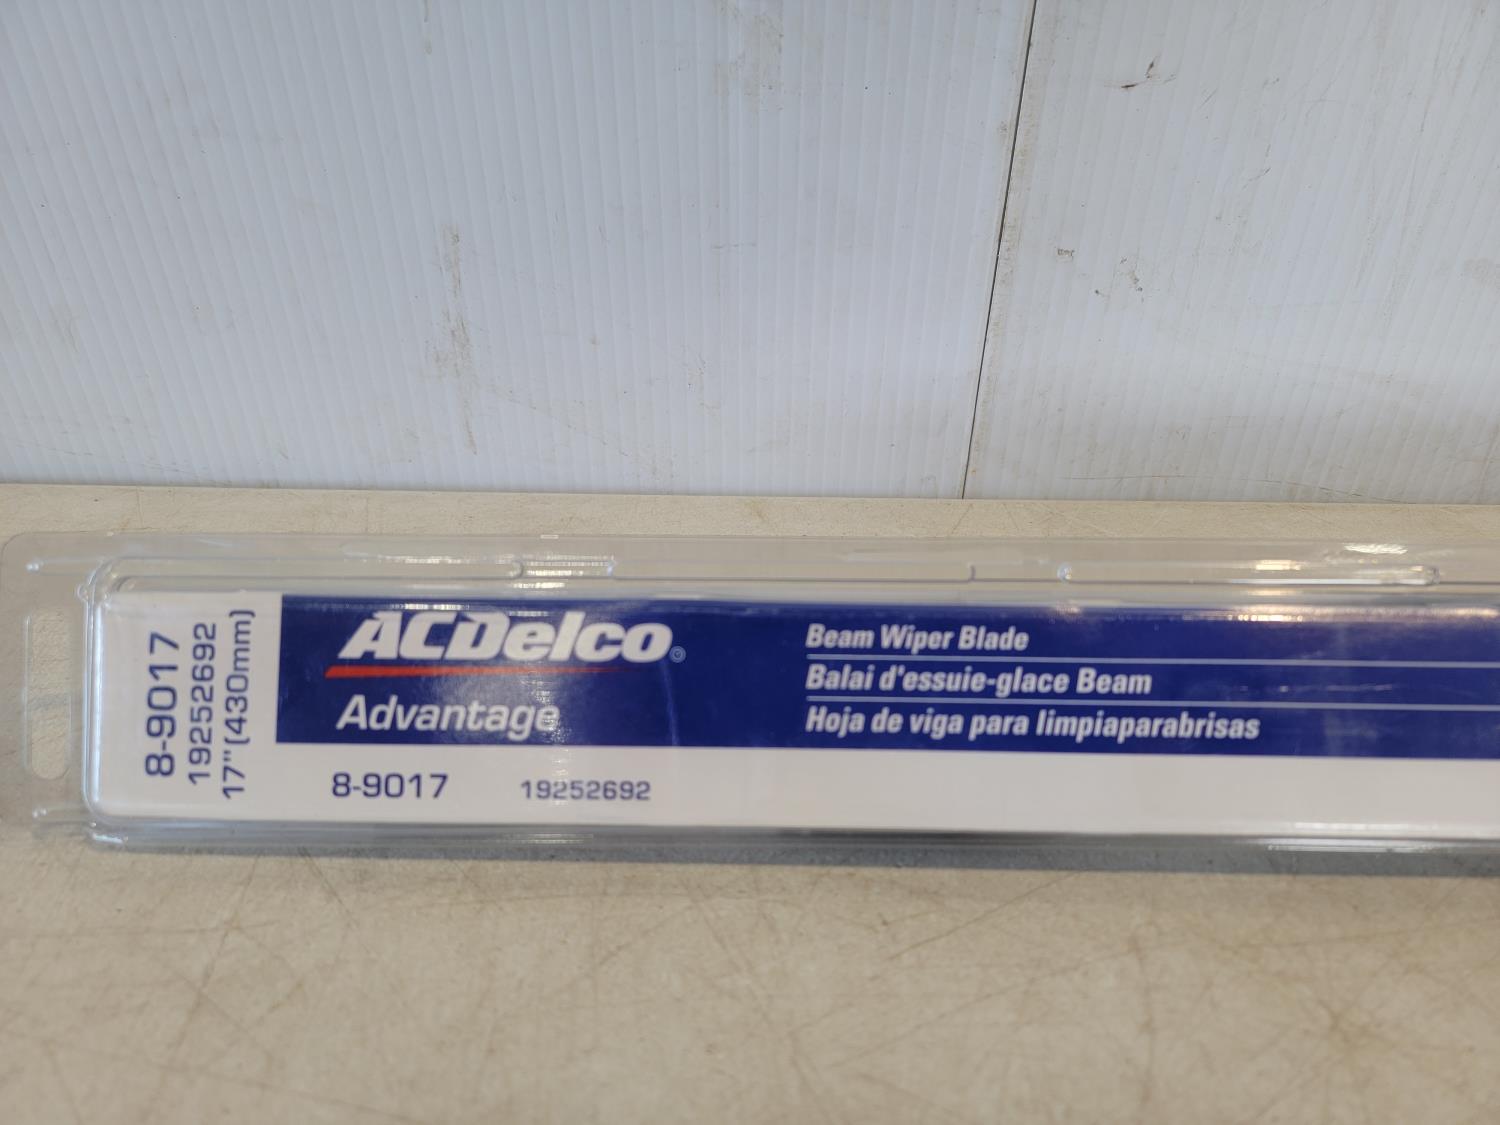 8-9017
19252692
17" (430mm)
ACDelco
Advantage
Beam Wiper Blade
Balai d'essuie-glace Beam
Hoja de viga para limpiaparabrisas
8-9017 19252692